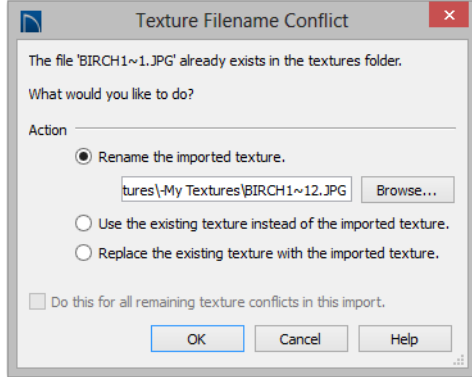 Texture Filename Conflict
The file 'BIRCH1~1.JPG' already exists in the textures folder.
What would you like to do?
Action
Rename the imported texture.
tures\-My Textures\BIRCH1~12.JPG Browse...
Use the existing texture instead of the imported texture.
Replace the existing texture with the imported texture.
Do this for all remaining texture conflicts in this import.
OK Cancel Help